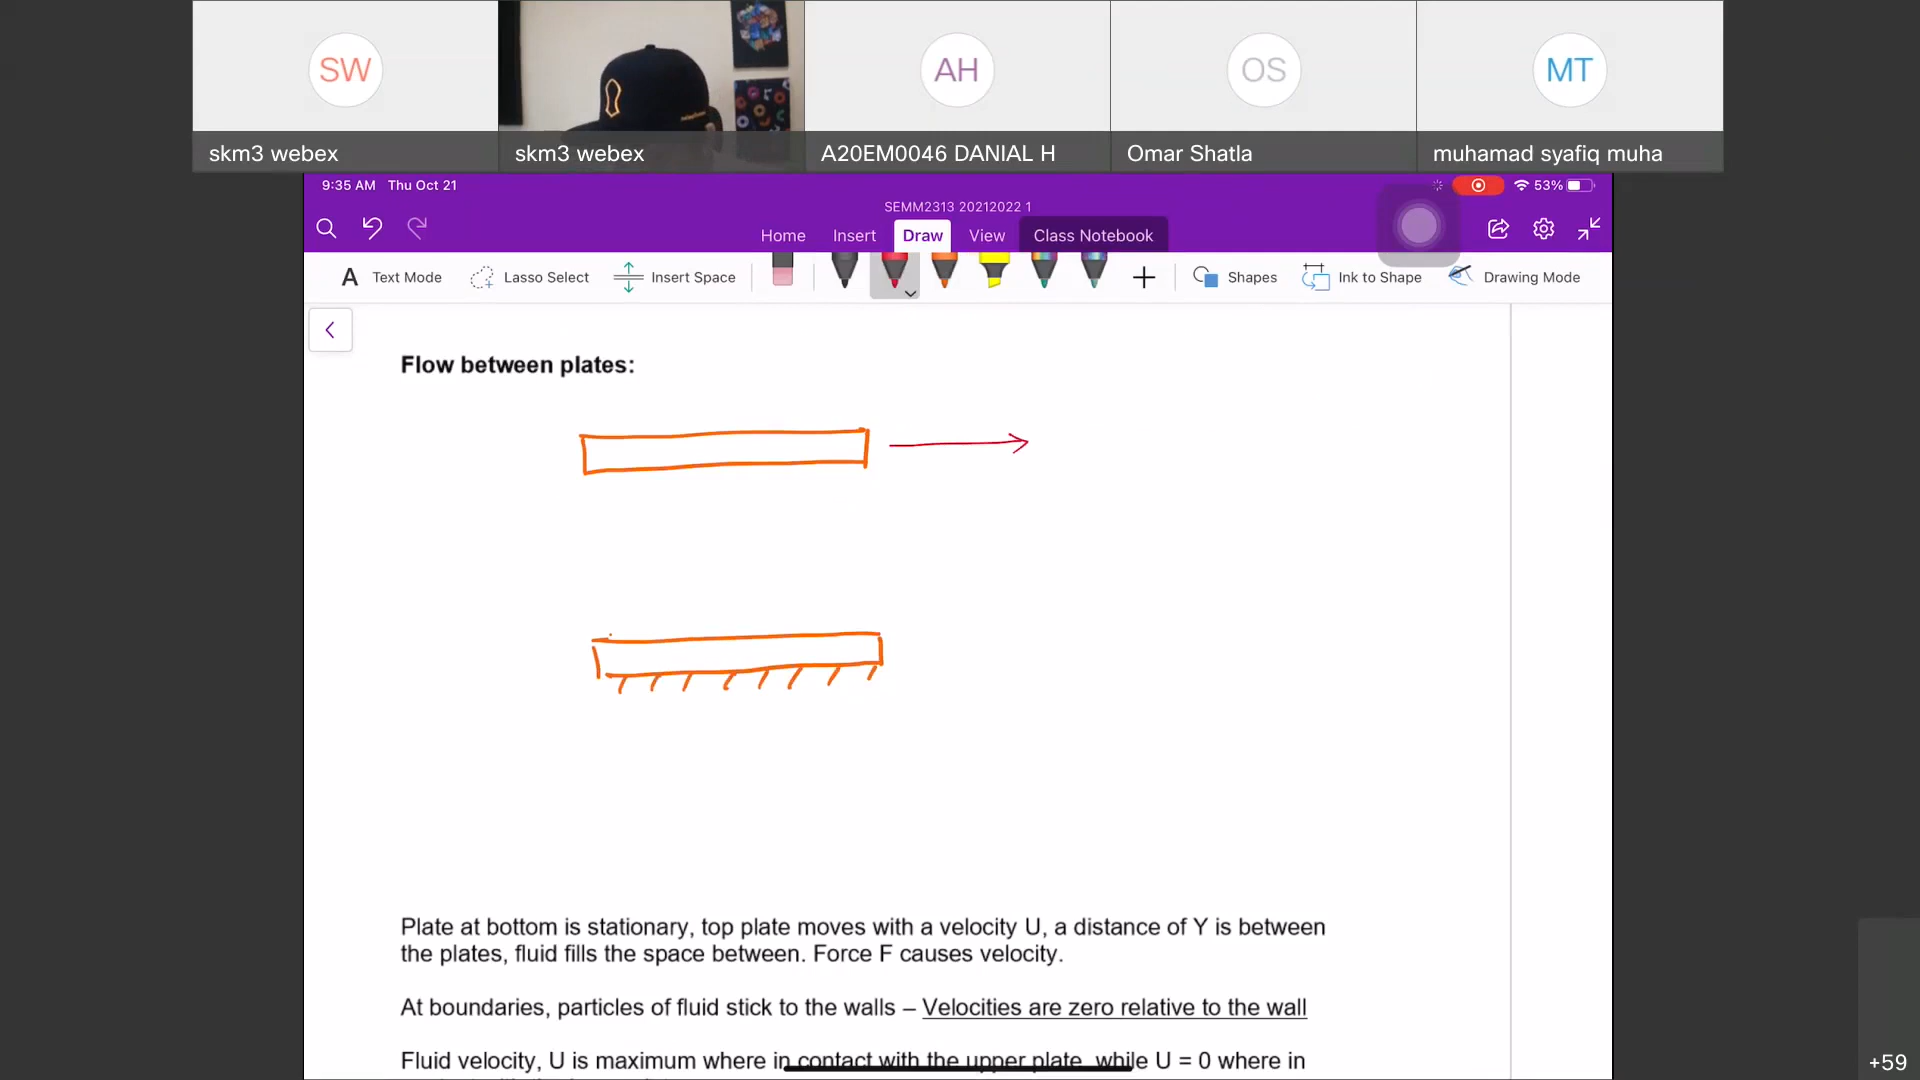 SW
AH
OS
MT
skm3 webex
skm3 webex
A20EM0046 DANIAL H
Omar Shatla
muhamad syafiq muha
9:35 AM Thu Oct 21
53%
SEMM2313 20212022 1
Home Insert Draw View Class Notebook
A Text Mode Lasso Select Insert Space Shapes Ink to Shape Drawing Mode
Flow between plates:
Plate at bottom is stationary, top plate moves with a velocity U, a distance of Y is between
the plates, fluid fills the space between. Force F causes velocity.
At boundaries, particles of fluid stick to the walls – Velocities are zero relative to the wall
Fluid velocity, U is maximum where in contact with the upper plate, while U = 0 where in
+59